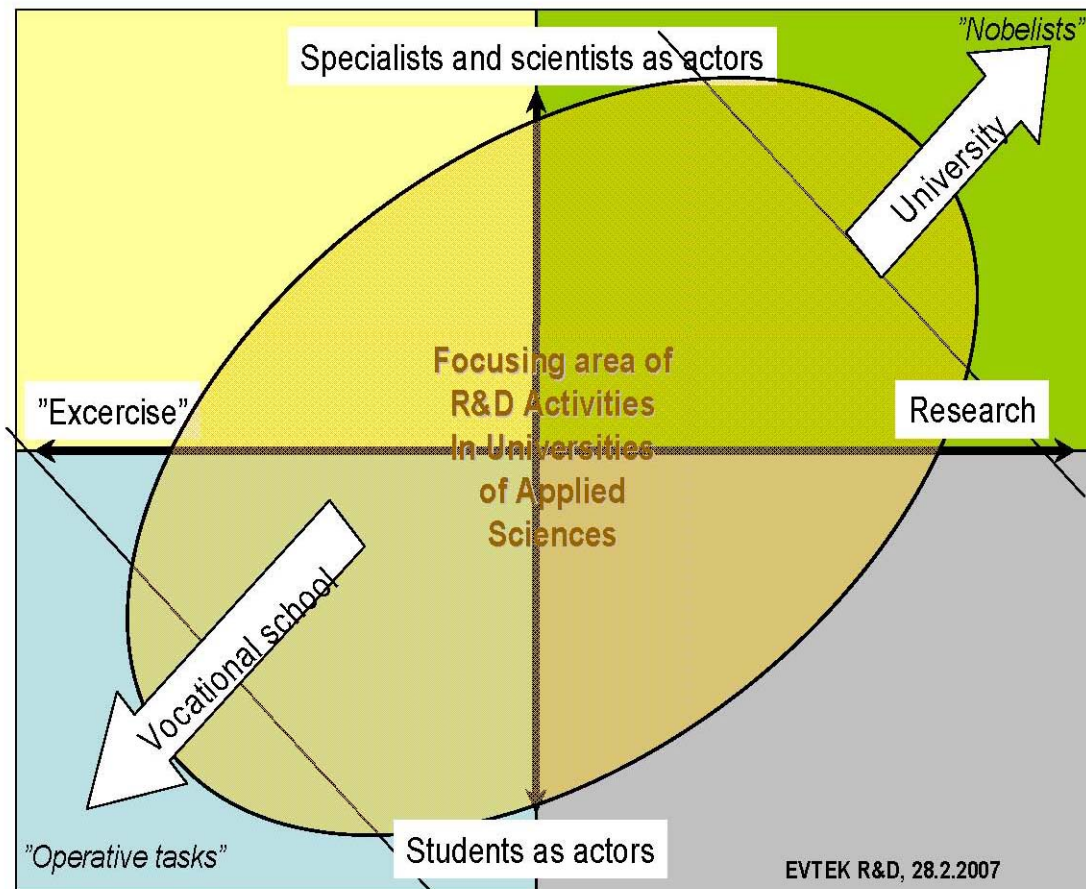 "Nobelists"
Specialists and scientists as actors
University
Focusing area of
R&D Activities
In Universities
of Applied
Sciences
"Excercise"
Research
Vocational school
"Operative tasks"
Students as actors
EVTEK R&D, 28.2.2007